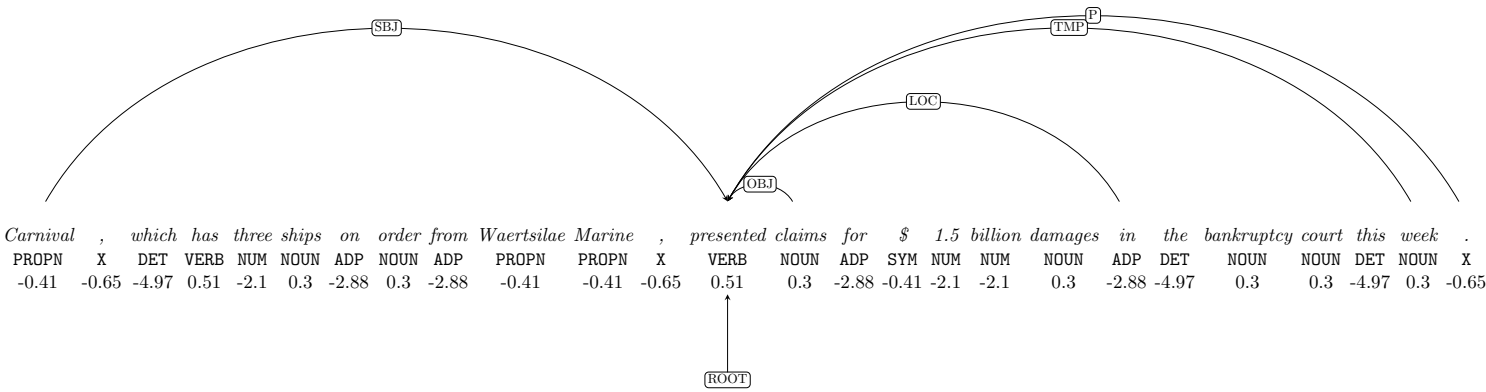 P
SBJ TMP
LOC
OBJ
Carnival , which has three ships on order from Waertsilae Marine , presented claims for $ 1.5 billion damages in the bankruptcy court this week .
PROPN X DET VERB NUM NOUN ADP NOUN ADP PROPN PROPN X VERB NOUN ADP SYM NUM NUM NOUN ADP DET NOUN NOUN DET NOUN X
-0.41 -0.65 -4.97 0.51 -2.1 0.3 -2.88 0.3 -2.88 -0.41 -0.41 -0.65 0.51 0.3 -2.88 -0.41 -2.1 -2.1 0.3 -2.88 -4.97 0.3 0.3 -4.97 0.3 -0.65
ROOT